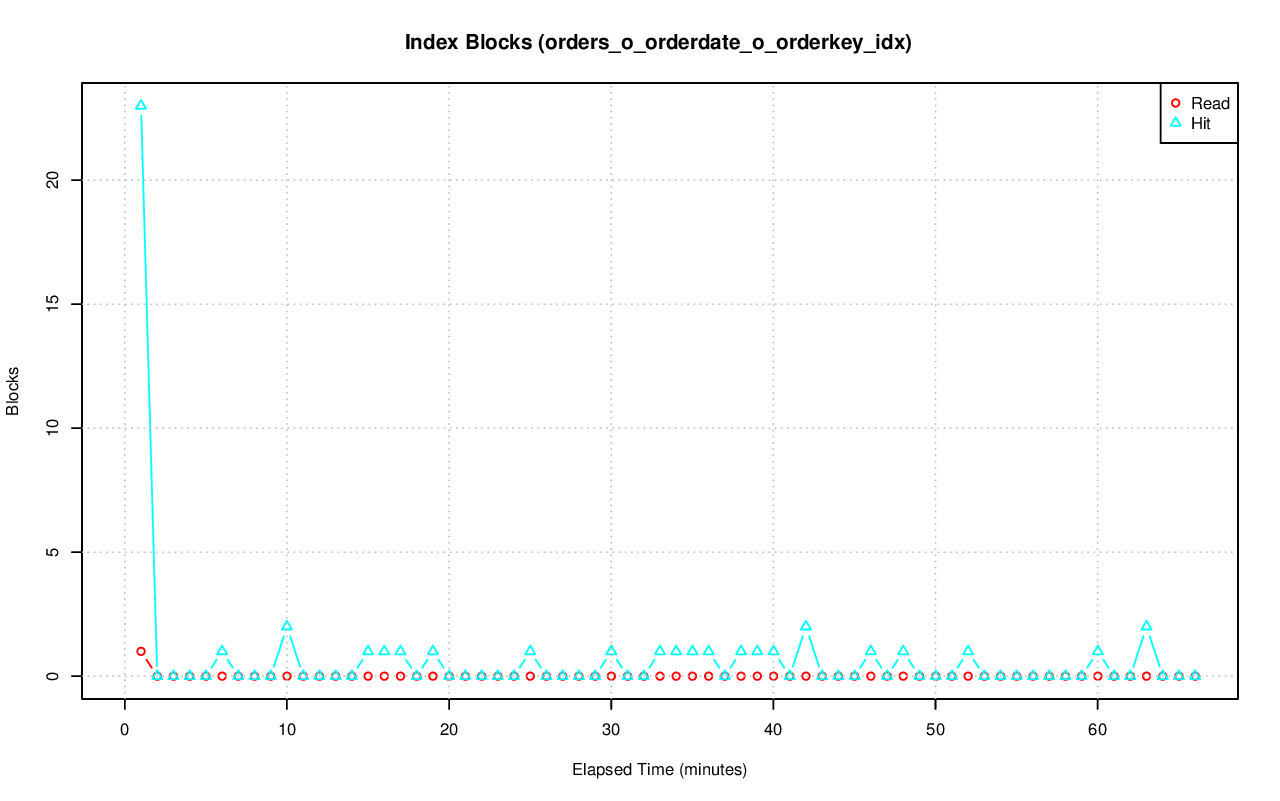 Index Blocks (orders_o_orderdate_o_orderkey_idx)
Read
Hit
20
15
10
5
0
Blocks
0 10 20 30 40 50 60
Elapsed Time (minutes)